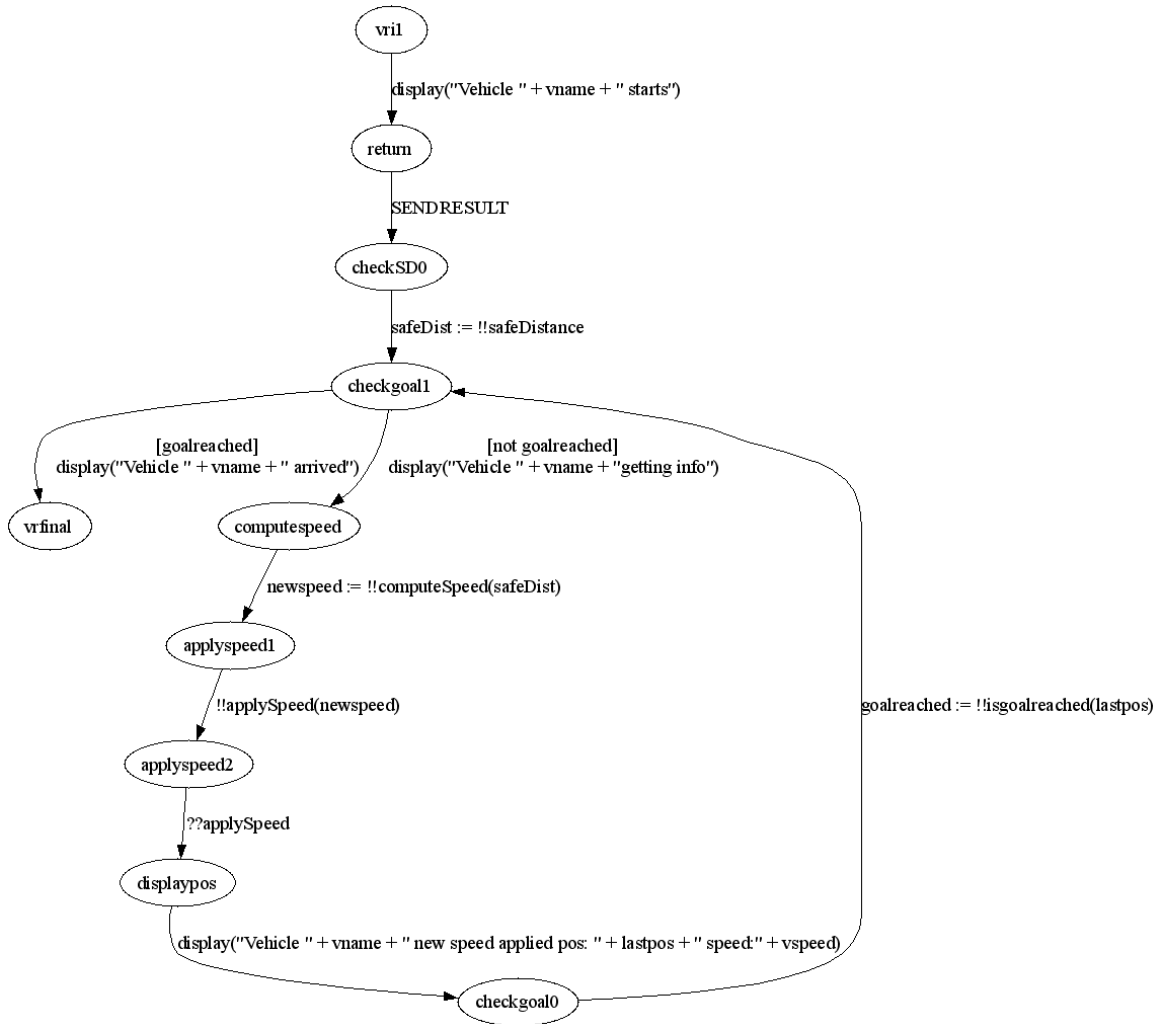 vri1
display("Vehicle " + vname + " starts")
return
SENDRESULT
checkSD0
safeDist := !!safeDistance
checkgoal1
[goalreached]
display("Vehicle " + vname + " arrived")
[not goalreached]
display("Vehicle " + vname + "getting info")
vrfinal
computespeed
newspeed := !!computeSpeed(safeDist)
applyspeed1
!!applySpeed(newspeed)
goalreached := !!isgoalreached(lastpos)
applyspeed2
??applySpeed
displaypos
display("Vehicle " + vname + " new speed applied pos: " + lastpos + " speed:" + vspeed)
checkgoal0